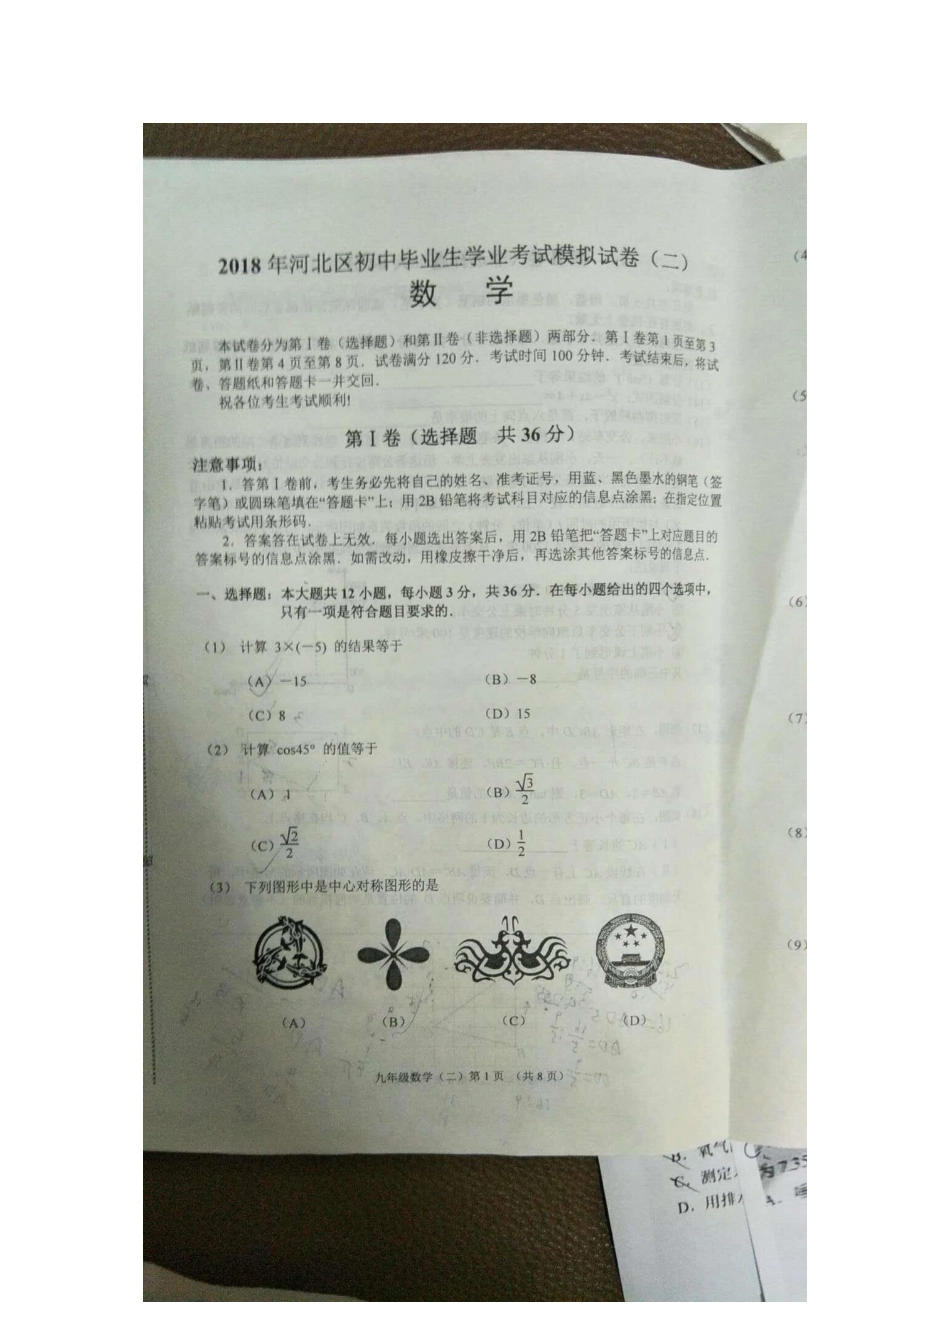 2018 年河北区初中毕业生学业考试模拟试卷（二）
数 学
本试卷分为第Ⅰ卷（选择题）和第Ⅱ卷（非选择题）两部分．第Ⅰ卷第 1 页至第 3
页，第Ⅱ卷第 4 页至第 8 页．试卷满分 120 分．考试时间 100 分钟．考试结束后，将试
卷、答题纸和答题卡一并交回．
祝各位考生考试顺利!
第Ⅰ卷（选择题 共 36 分）
注意事项：
1．答第Ⅰ卷前，考生务必先将自己的姓名、准考证号，用蓝、黑色墨水的钢笔（签
字笔）或圆珠笔填在“答题卡”上；用 2B 铅笔将考试科目对应的信息点涂黑；在指定位置
粘贴考试用条形码．
2．答案答在试卷上无效．每小题选出答案后，用 2B 铅笔把“答题卡”上对应题目的
答案标号的信息点涂黑．如需改动，用橡皮擦干净后，再选涂其他答案标号的信息点．
一、选择题：本大题共 12 小题，每小题 3 分，共 36 分．在每小题给出的四个选项中，
只有一项是符合题目要求的．
（1） 计算 3×(−5) 的结果等于
（A）−15 （B）−8
（C）8 （D）15
（2） 计算 cos45° 的值等于
（A）1 （B）√3/2
（C）√2/2 （D）1/2
（3） 下列图形中是中心对称图形的是
（A） （B） （C） （D）
九年级数学（二）第 1 页 （共 8 页）
(4
(5
(6)
(7)
(8)
(9)
B．氧气
C．测定
D．用排